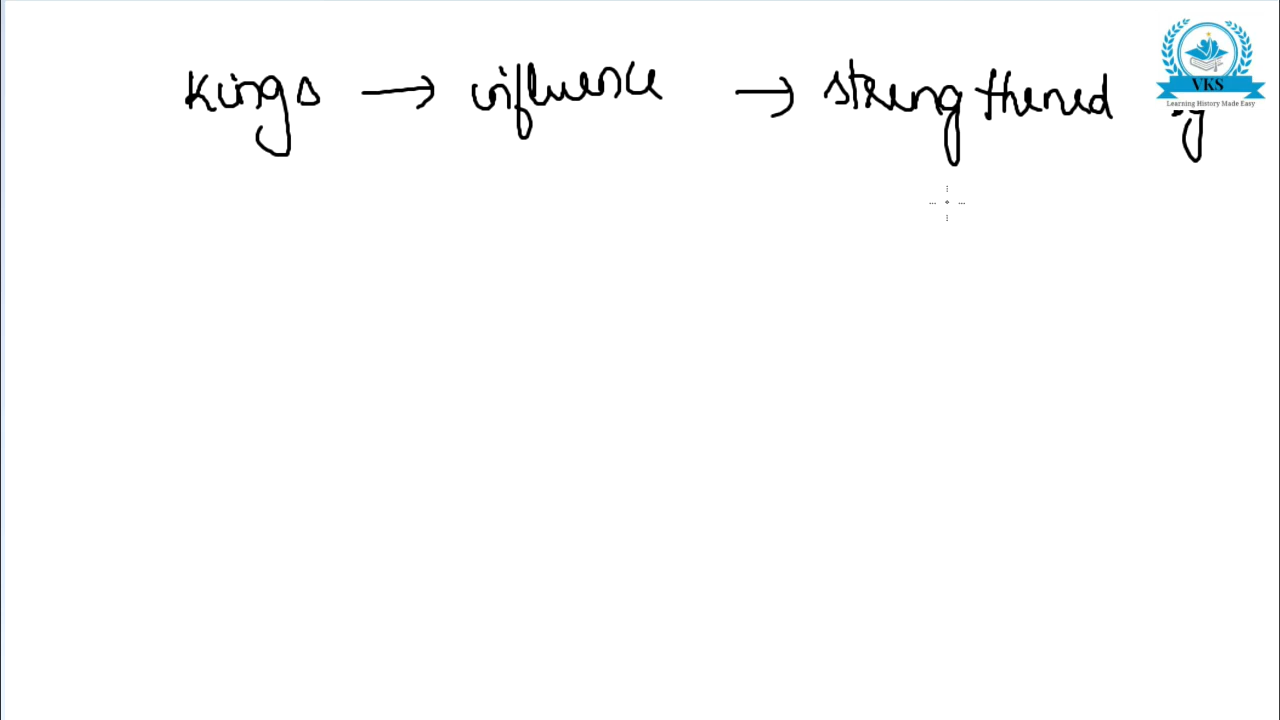 Kings → influence → strengthened
VKS
Learning History Made Easy